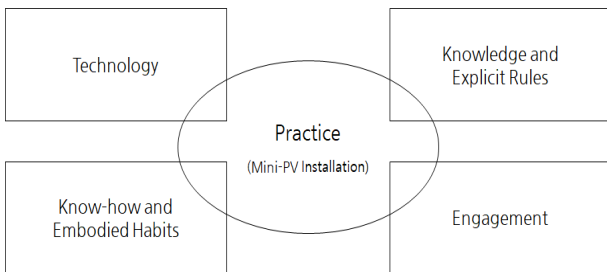 Technology
Knowledge and
Explicit Rules
Practice
(Mini-PV Installation)
Know-how and
Embodied Habits
Engagement